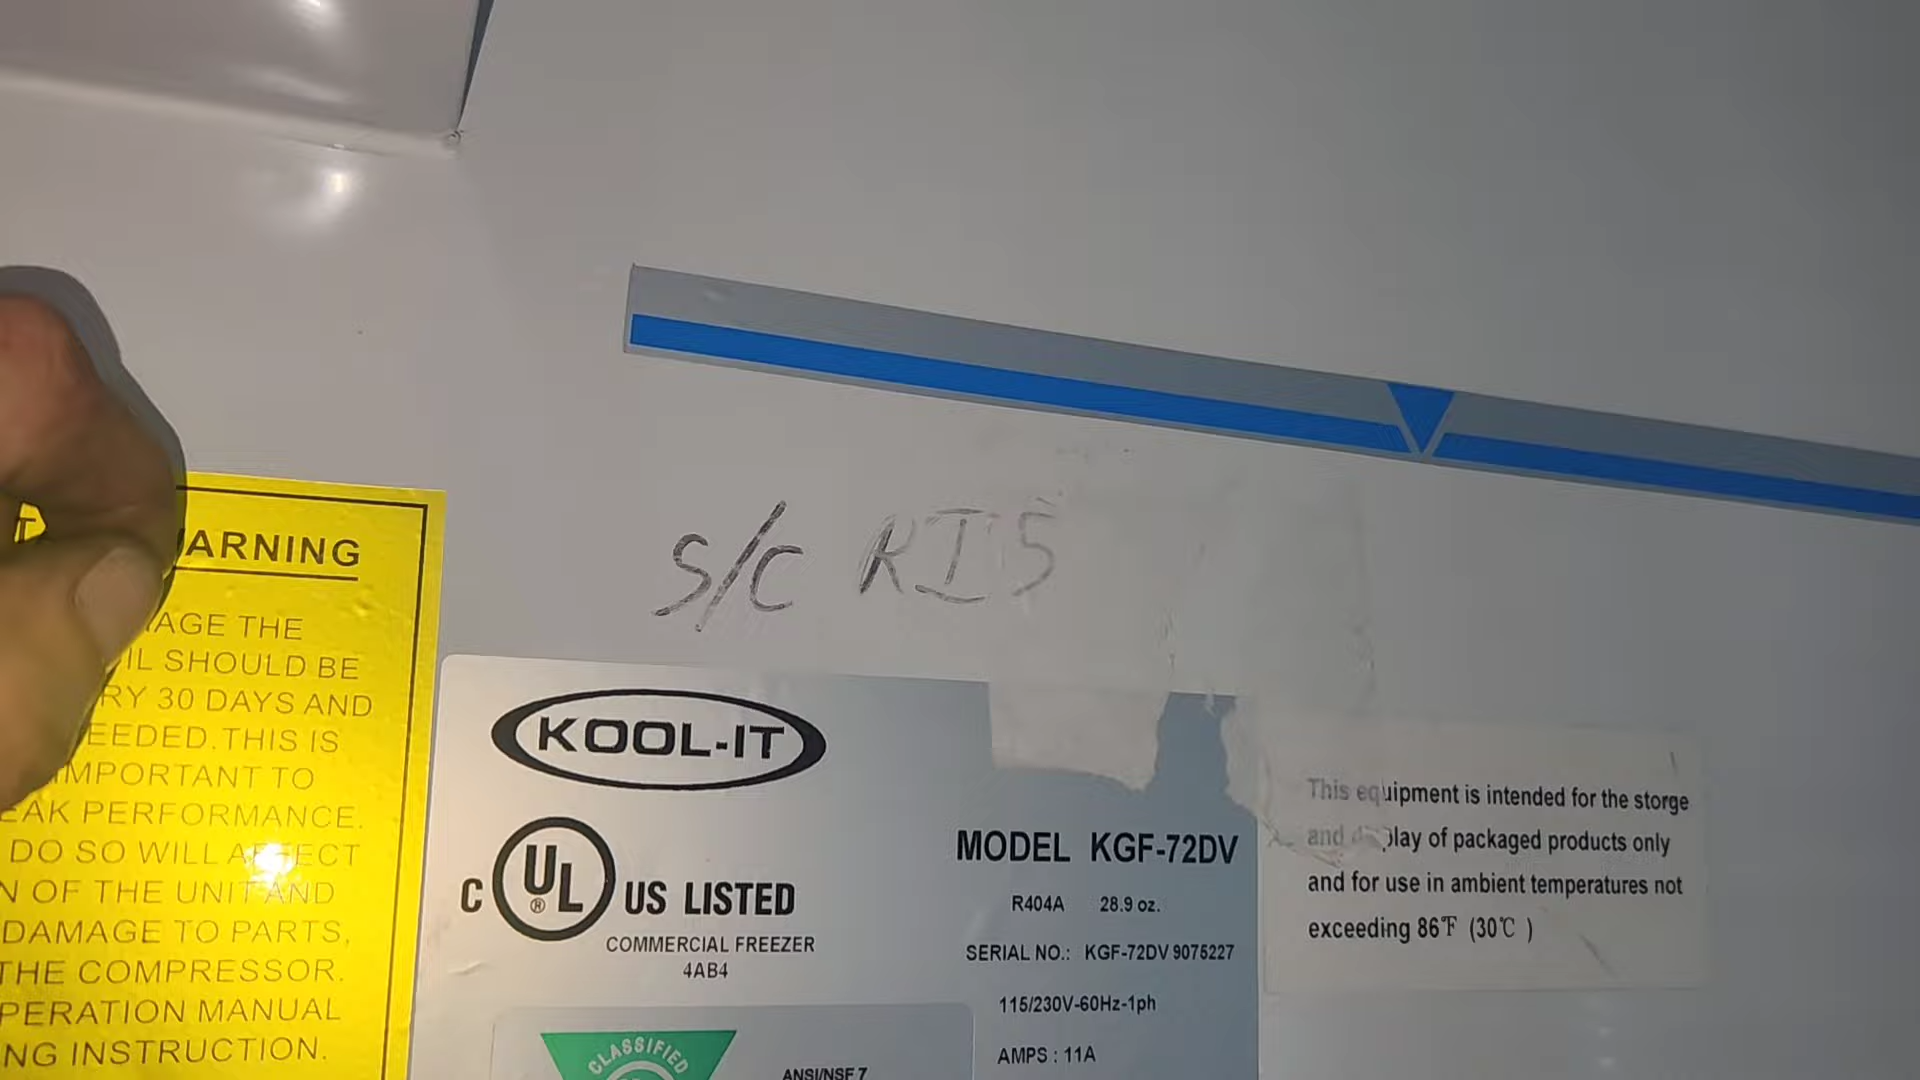 S/C RI5
WARNING
AGE THE
IL SHOULD BE
RY 30 DAYS AND
EEDED.THIS IS
IMPORTANT TO
EAK PERFORMANCE.
DO SO WILL AFFECT
N OF THE UNIT AND
DAMAGE TO PARTS,
THE COMPRESSOR.
PERATION MANUAL
NG INSTRUCTION.
KOOL-IT
C UL ® US LISTED
COMMERCIAL FREEZER
4AB4
CLASSIFIED
ANSI/NSF 7
MODEL KGF-72DV
R404A 28.9 oz.
SERIAL NO.: KGF-72DV 9075227
115/230V-60Hz-1ph
AMPS : 11A
This equipment is intended for the storge
and display of packaged products only
and for use in ambient temperatures not
exceeding 86℉ (30℃ )